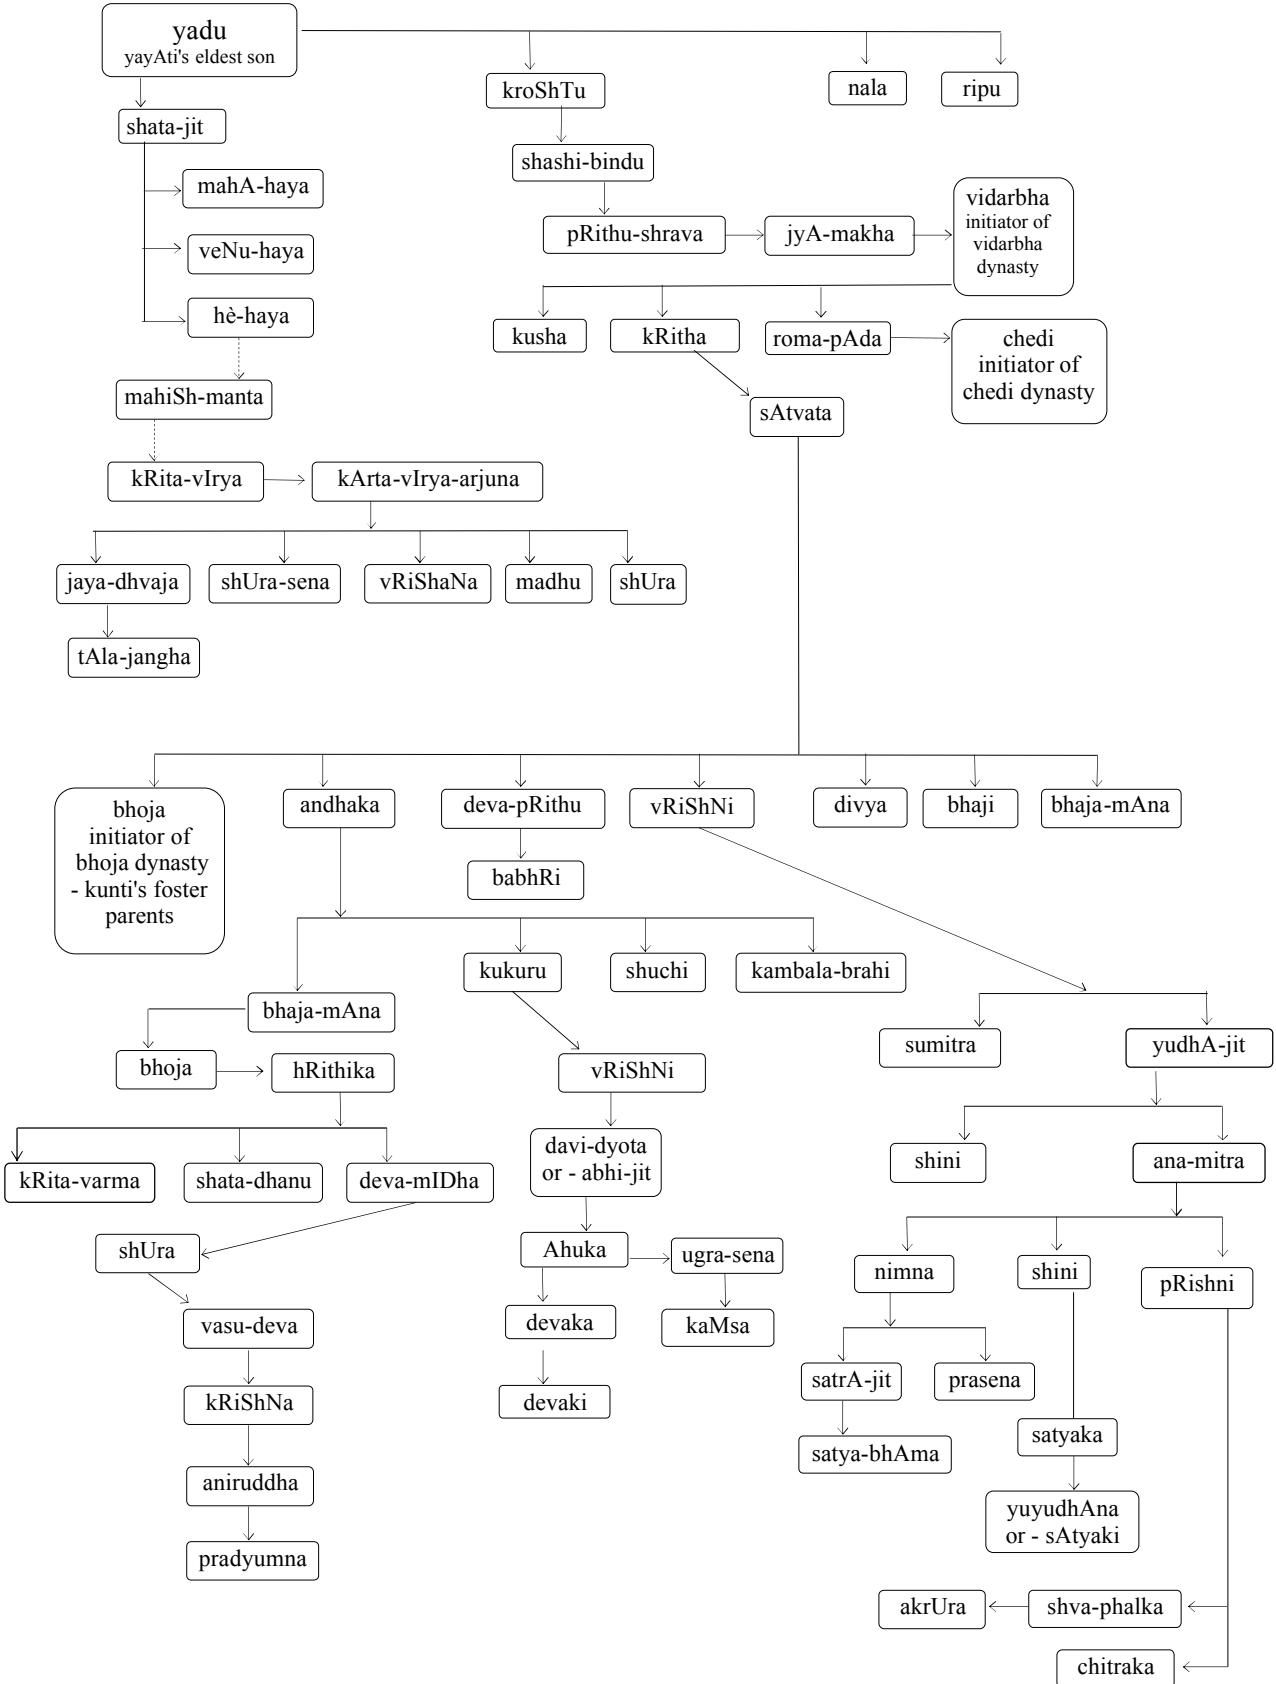 yadu
yayAti's eldest son
kroShTu
nala
ripu
shata-jit
shashi-bindu
mahA-haya
vidarbha
initiator of
vidarbha
dynasty
pRithu-shrava
jyA-makha
veNu-haya
hè-haya
kusha
kRitha
roma-pAda
chedi
initiator of
chedi dynasty
mahiSh-manta
sAtvata
kRita-vIrya
kArta-vIrya-arjuna
jaya-dhvaja
shUra-sena
vRiShaNa
madhu
shUra
tAla-jangha
bhoja
initiator of
bhoja dynasty
- kunti's foster
parents
andhaka
deva-pRithu
vRiShNi
divya
bhaji
bhaja-mAna
babhRi
kukuru
shuchi
kambala-brahi
bhaja-mAna
sumitra
yudhA-jit
bhoja
hRithika
vRiShNi
davi-dyota
or - abhi-jit
shini
ana-mitra
kRita-varma
shata-dhanu
deva-mIDha
shUra
Ahuka
ugra-sena
nimna
shini
pRishni
vasu-deva
devaka
kaMsa
satrA-jit
prasena
kRiShNa
devaki
satyaka
satya-bhAma
aniruddha
yuyudhAna
or - sAtyaki
pradyumna
akrUra
shva-phalka
chitraka